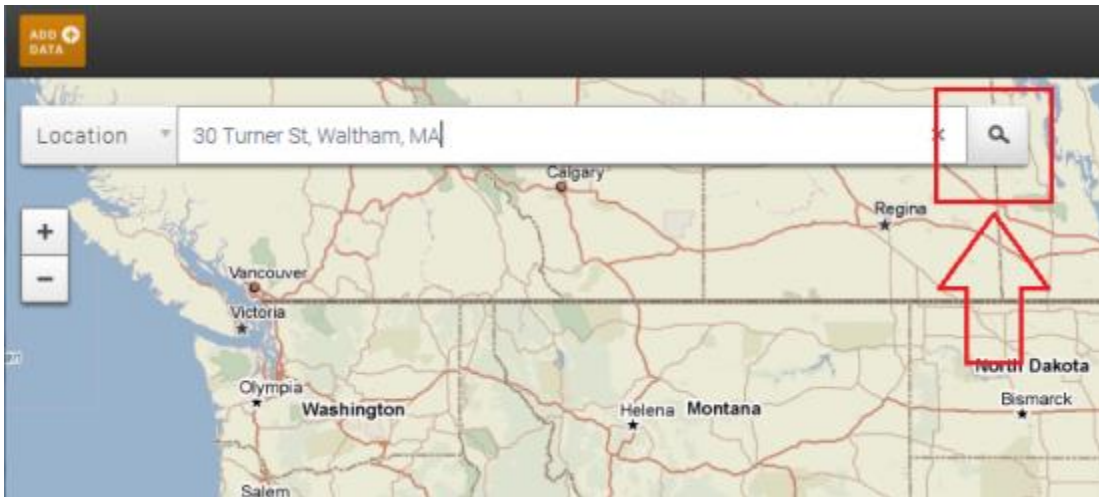 ADD
DATA
Location
30 Turner St, Waltham, MA
Calgary
Regina
Vancouver
Victoria
North Dakota
Olympia
Washington
Helena Montana
Bismarck
Salem